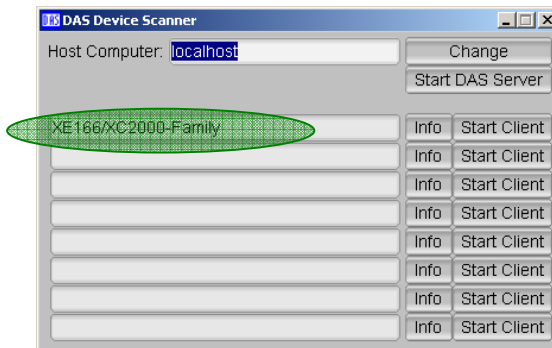 DAS DAS Device Scanner
Host Computer: localhost Change
Start DAS Server
XE166/XC2000-Family Info Start Client
Info Start Client
Info Start Client
Info Start Client
Info Start Client
Info Start Client
Info Start Client
Info Start Client